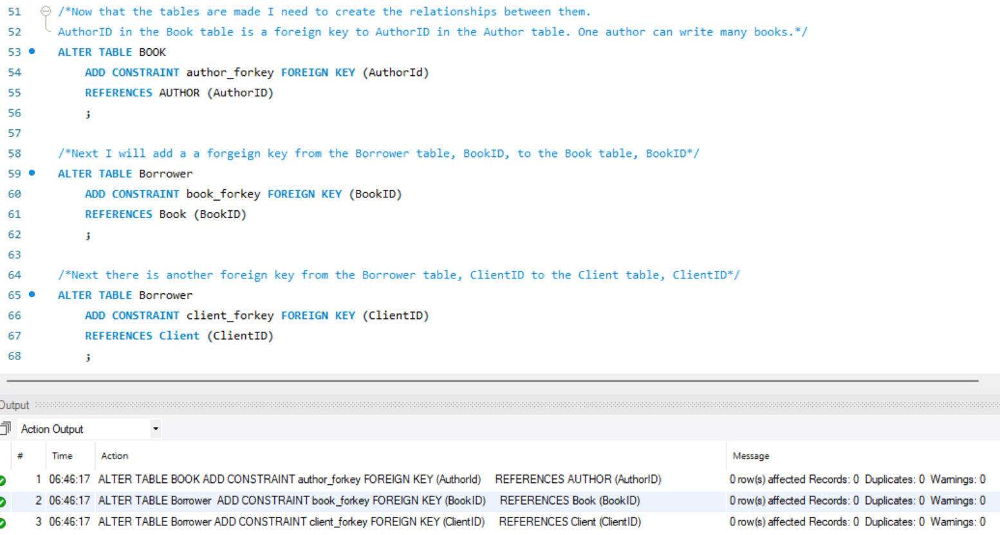 51 /*Now that the tables are made I need to create the relationships between them.
52 AuthorID in the Book table is a foreign key to AuthorID in the Author table. One author can write many books.*/
53 ALTER TABLE BOOK
54 ADD CONSTRAINT author_forkey FOREIGN KEY (AuthorId)
55 REFERENCES AUTHOR (AuthorID)
56 ;
57
58 /*Next I will add a a forgeign key from the Borrower table, BookID, to the Book table, BookID*/
59 ALTER TABLE Borrower
60 ADD CONSTRAINT book_forkey FOREIGN KEY (BookID)
61 REFERENCES Book (BookID)
62 ;
63
64 /*Next there is another foreign key from the Borrower table, ClientID to the Client table, ClientID*/
65 ALTER TABLE Borrower
66 ADD CONSTRAINT client_forkey FOREIGN KEY (ClientID)
67 REFERENCES Client (ClientID)
68 ;
Output
Action Output
# Time Action Message
1 06:46:17 ALTER TABLE BOOK ADD CONSTRAINT author_forkey FOREIGN KEY (AuthorId) REFERENCES AUTHOR (AuthorID) 0 row(s) affected Records: 0 Duplicates: 0 Warnings: 0
2 06:46:17 ALTER TABLE Borrower ADD CONSTRAINT book_forkey FOREIGN KEY (BookID) REFERENCES Book (BookID) 0 row(s) affected Records: 0 Duplicates: 0 Warnings: 0
3 06:46:17 ALTER TABLE Borrower ADD CONSTRAINT client_forkey FOREIGN KEY (ClientID) REFERENCES Client (ClientID) 0 row(s) affected Records: 0 Duplicates: 0 Warnings: 0